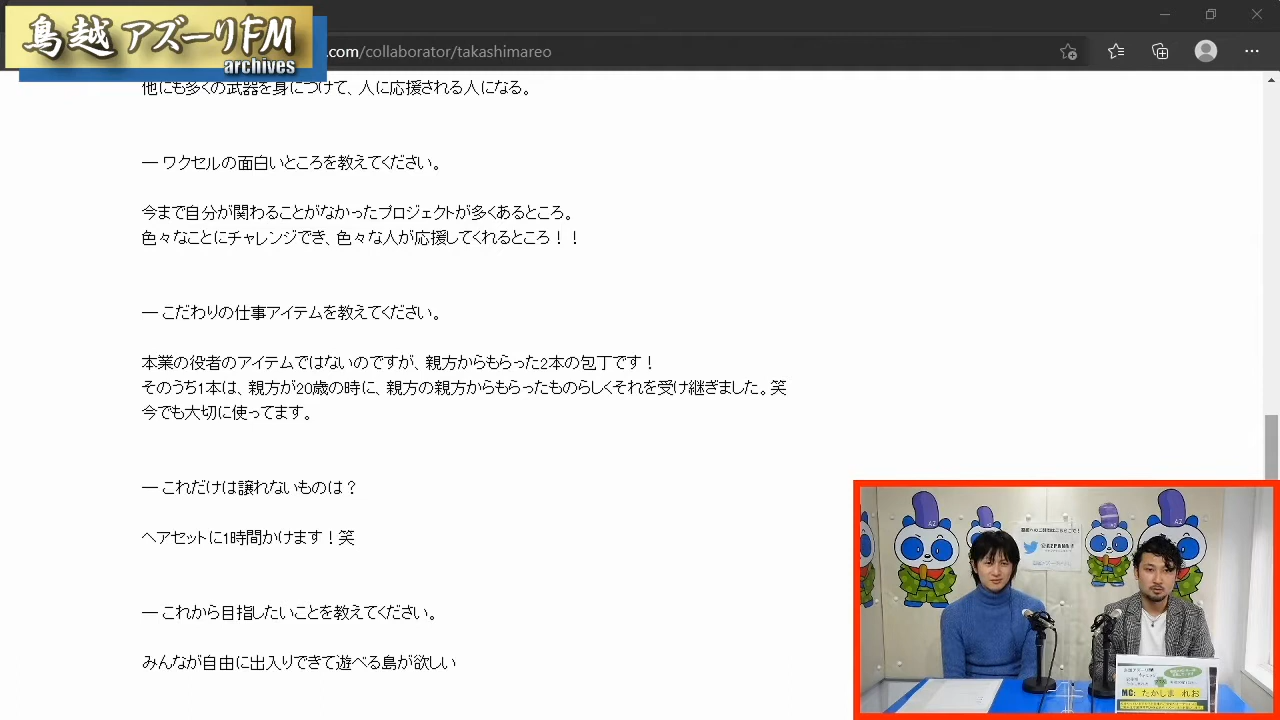 鳥越アズーリFM
archives
.com/collaborator/takashimareo
他にも多くの武器を身につけて、人に応援される人になる。
― ワクセルの面白いところを教えてください。
今まで自分が関わることがなかったプロジェクトが多くあるところ。
色々なことにチャレンジでき、色々な人が応援してくれるところ！！
― こだわりの仕事アイテムを教えてください。
本業の役者のアイテムではないのですが、親方からもらった2本の包丁です！
そのうち1本は、親方が20歳の時に、親方の親方からもらったものらしくそれを受け継ぎました。笑
今でも大切に使ってます。
― これだけは譲れないものは？
ヘアセットに1時間かけます！笑
― これから目指したいことを教えてください。
みんなが自由に出入りできて遊べる島が欲しい
AZ
AZ
鳥越アズーリFM
MC: たかしま れお